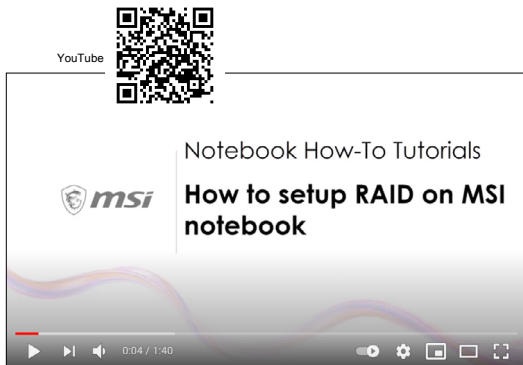 YouTube
Notebook How-To Tutorials
msi
How to setup RAID on MSI
notebook
0:04 / 1:40